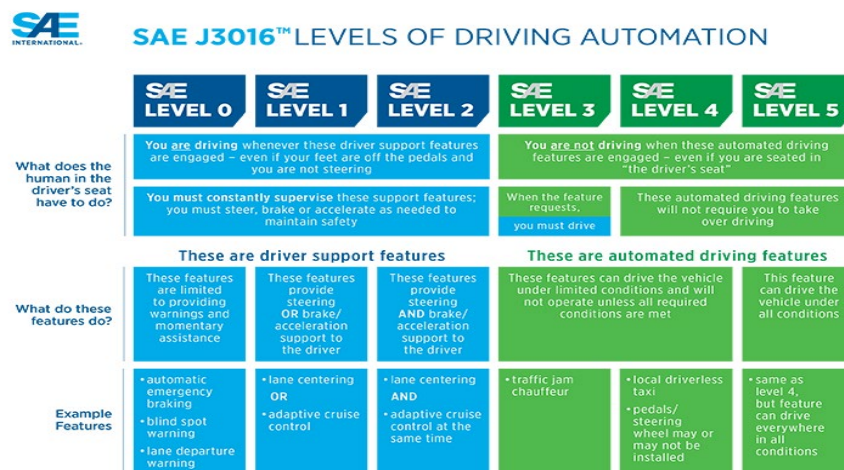 SAE
INTERNATIONAL®
SAE J3016™ LEVELS OF DRIVING AUTOMATION
SAE
LEVEL 0
SAE
LEVEL 1
SAE
LEVEL 2
SAE
LEVEL 3
SAE
LEVEL 4
SAE
LEVEL 5
What does the
human in the
driver's seat
have to do?
You are driving whenever these driver support features
are engaged – even if your feet are off the pedals and
you are not steering
You are not driving when these automated driving
features are engaged – even if you are seated in
"the driver's seat"
You must constantly supervise these support features;
you must steer, brake or accelerate as needed to
maintain safety
When the feature
requests,
you must drive
These automated driving features
will not require you to take
over driving
These are driver support features
These are automated driving features
What do these
features do?
These features
are limited
to providing
warnings and
momentary
assistance
These features
provide
steering
OR brake/
acceleration
support to
the driver
These features
provide
steering
AND brake/
acceleration
support to
the driver
These features can drive the vehicle
under limited conditions and will
not operate unless all required
conditions are met
This feature
can drive the
vehicle under
all conditions
Example
Features
• automatic
emergency
braking
• blind spot
warning
• lane departure
warning
• lane centering
OR
• adaptive cruise
control
• lane centering
AND
• adaptive cruise
control at the
same time
• traffic jam
chauffeur
• local driverless
taxi
• pedals/
steering
wheel may or
may not be
installed
• same as
level 4,
but feature
can drive
everywhere
in all
conditions